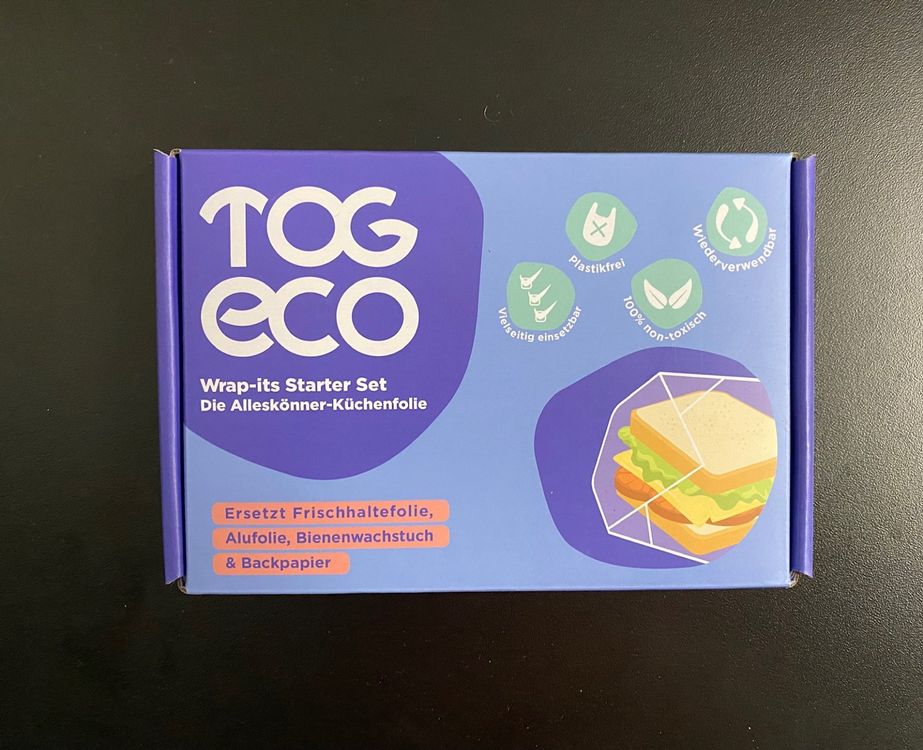 TOG
eco
Wrap-its Starter Set
Die Alleskönner-Küchenfolie
Plastikfrei
Wiederverwendbar
Vielseitig einsetzbar
100% non-toxisch
Ersetzt Frischhaltefolie,
Alufolie, Bienenwachstuch
& Backpapier